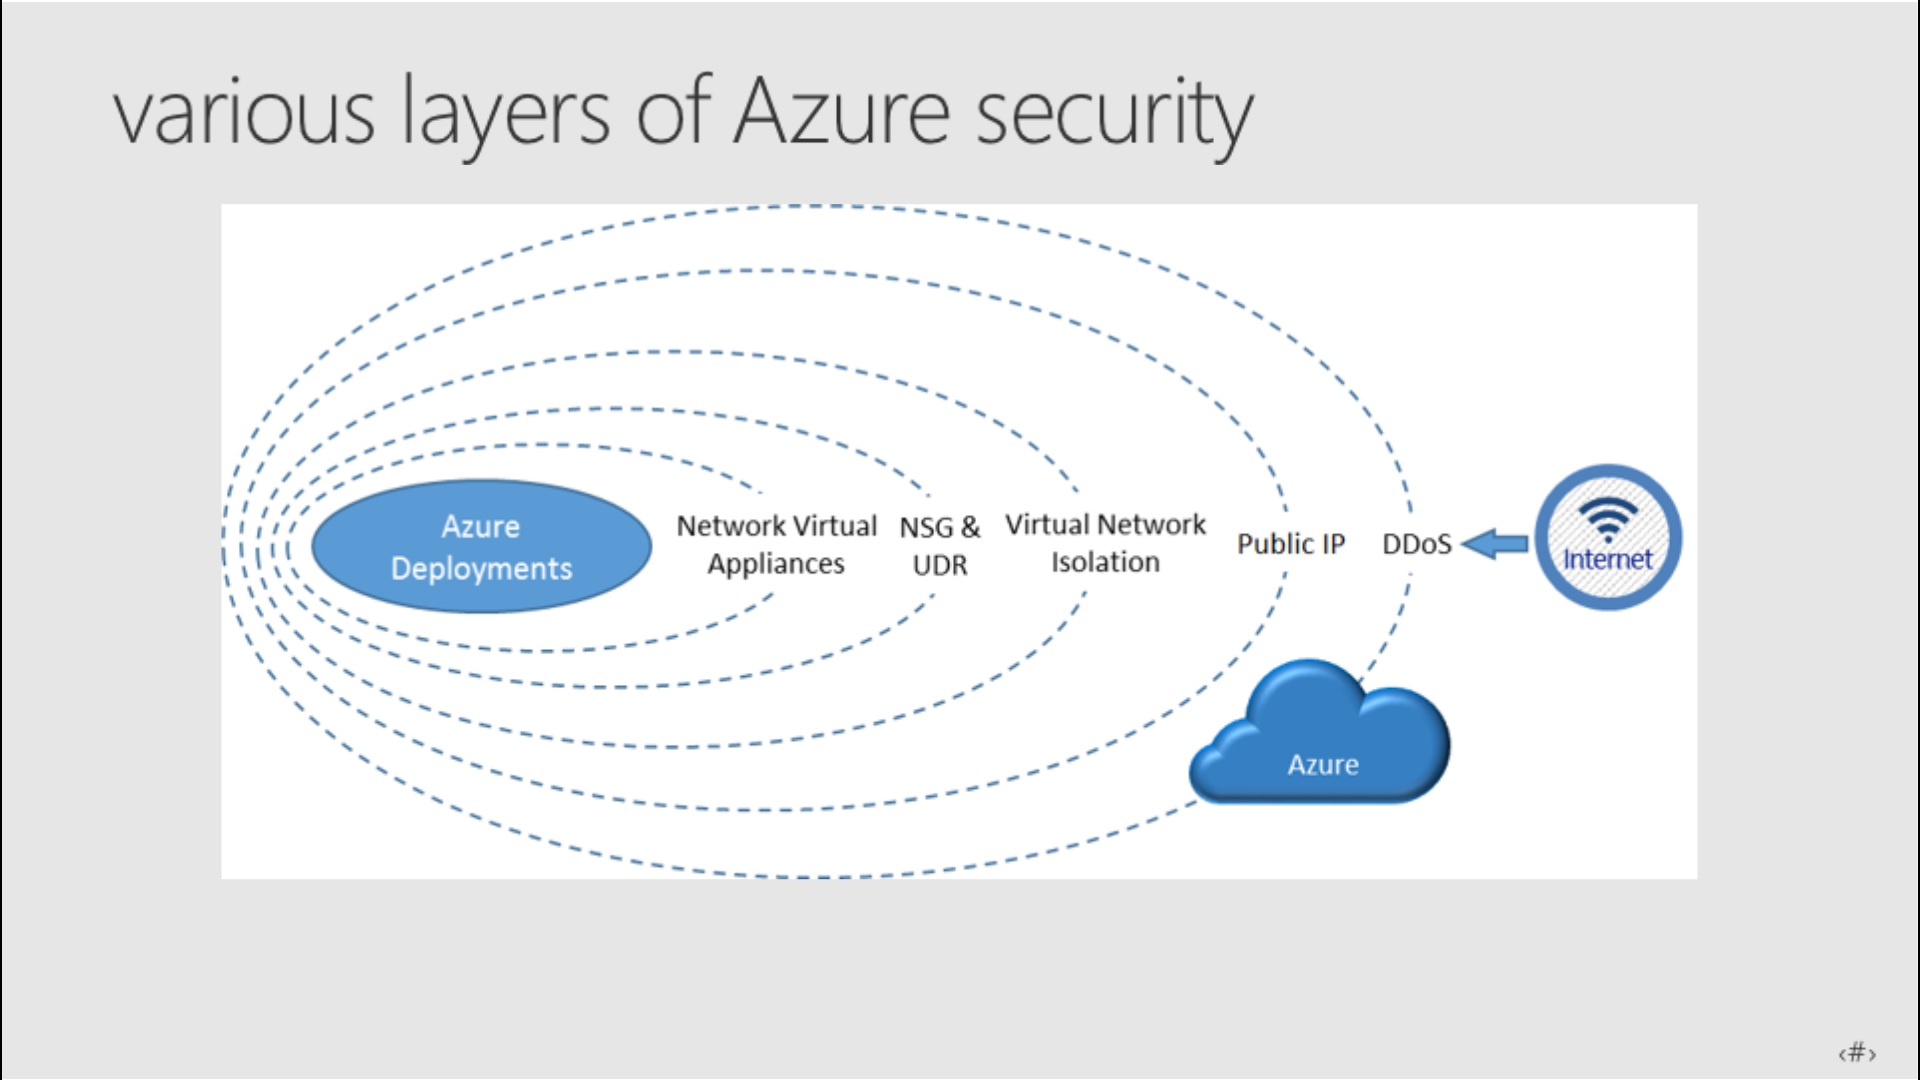 various layers of Azure security
Azure
Deployments
Network Virtual
Appliances
NSG &
UDR
Virtual Network
Isolation
Public IP
DDoS
Internet
Azure
‹#›